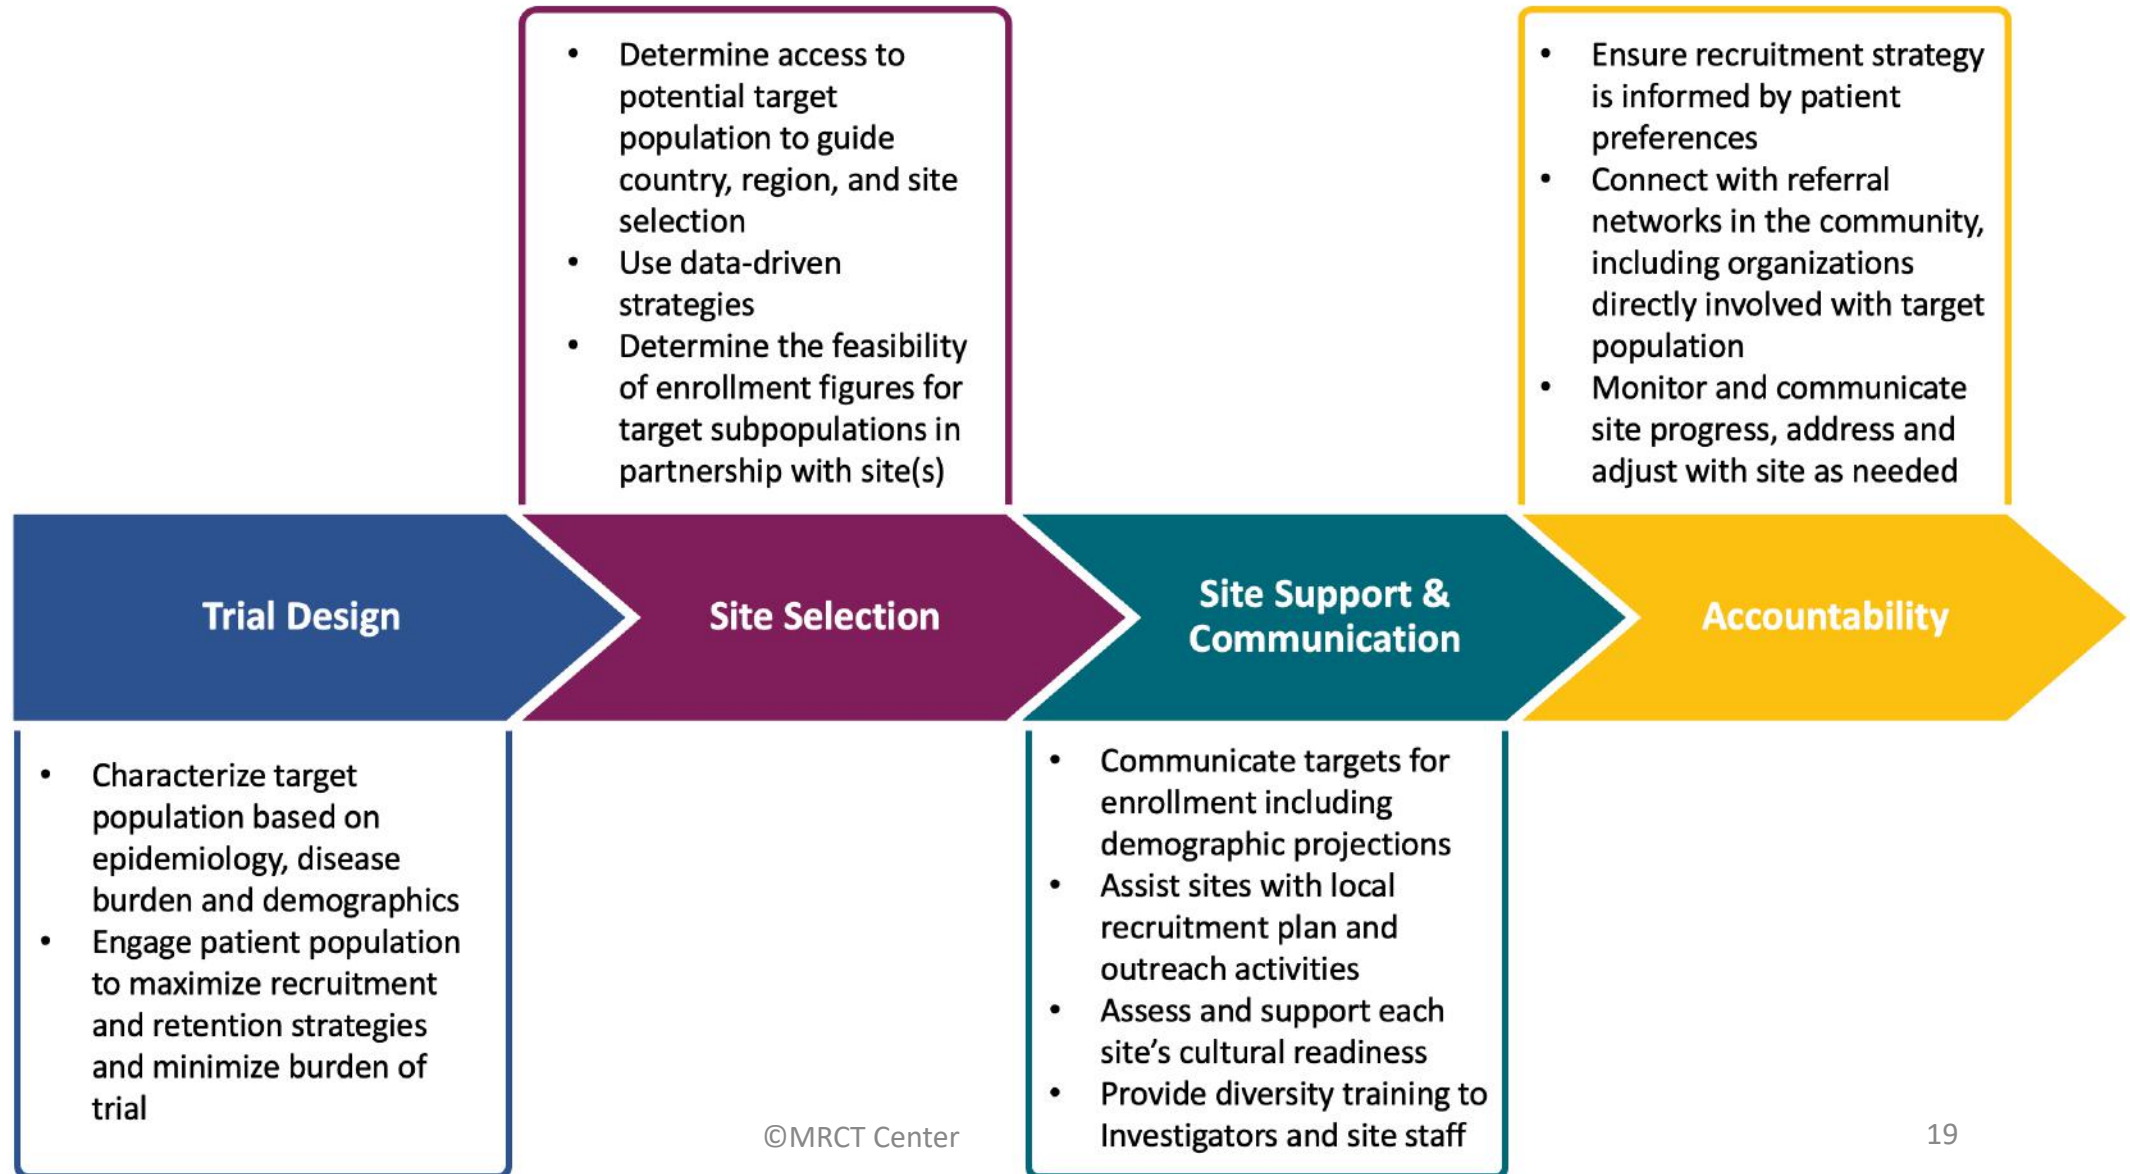 • Determine access to
potential target
population to guide
country, region, and site
selection
• Use data-driven
strategies
• Determine the feasibility
of enrollment figures for
target subpopulations in
partnership with site(s)
• Ensure recruitment strategy
is informed by patient
preferences
• Connect with referral
networks in the community,
including organizations
directly involved with target
population
• Monitor and communicate
site progress, address and
adjust with site as needed
Trial Design
Site Selection
Site Support &
Communication
Accountability
• Characterize target
population based on
epidemiology, disease
burden and demographics
• Engage patient population
to maximize recruitment
and retention strategies
and minimize burden of
trial
• Communicate targets for
enrollment including
demographic projections
• Assist sites with local
recruitment plan and
outreach activities
• Assess and support each
site’s cultural readiness
• Provide diversity training to
Investigators and site staff
©MRCT Center
19